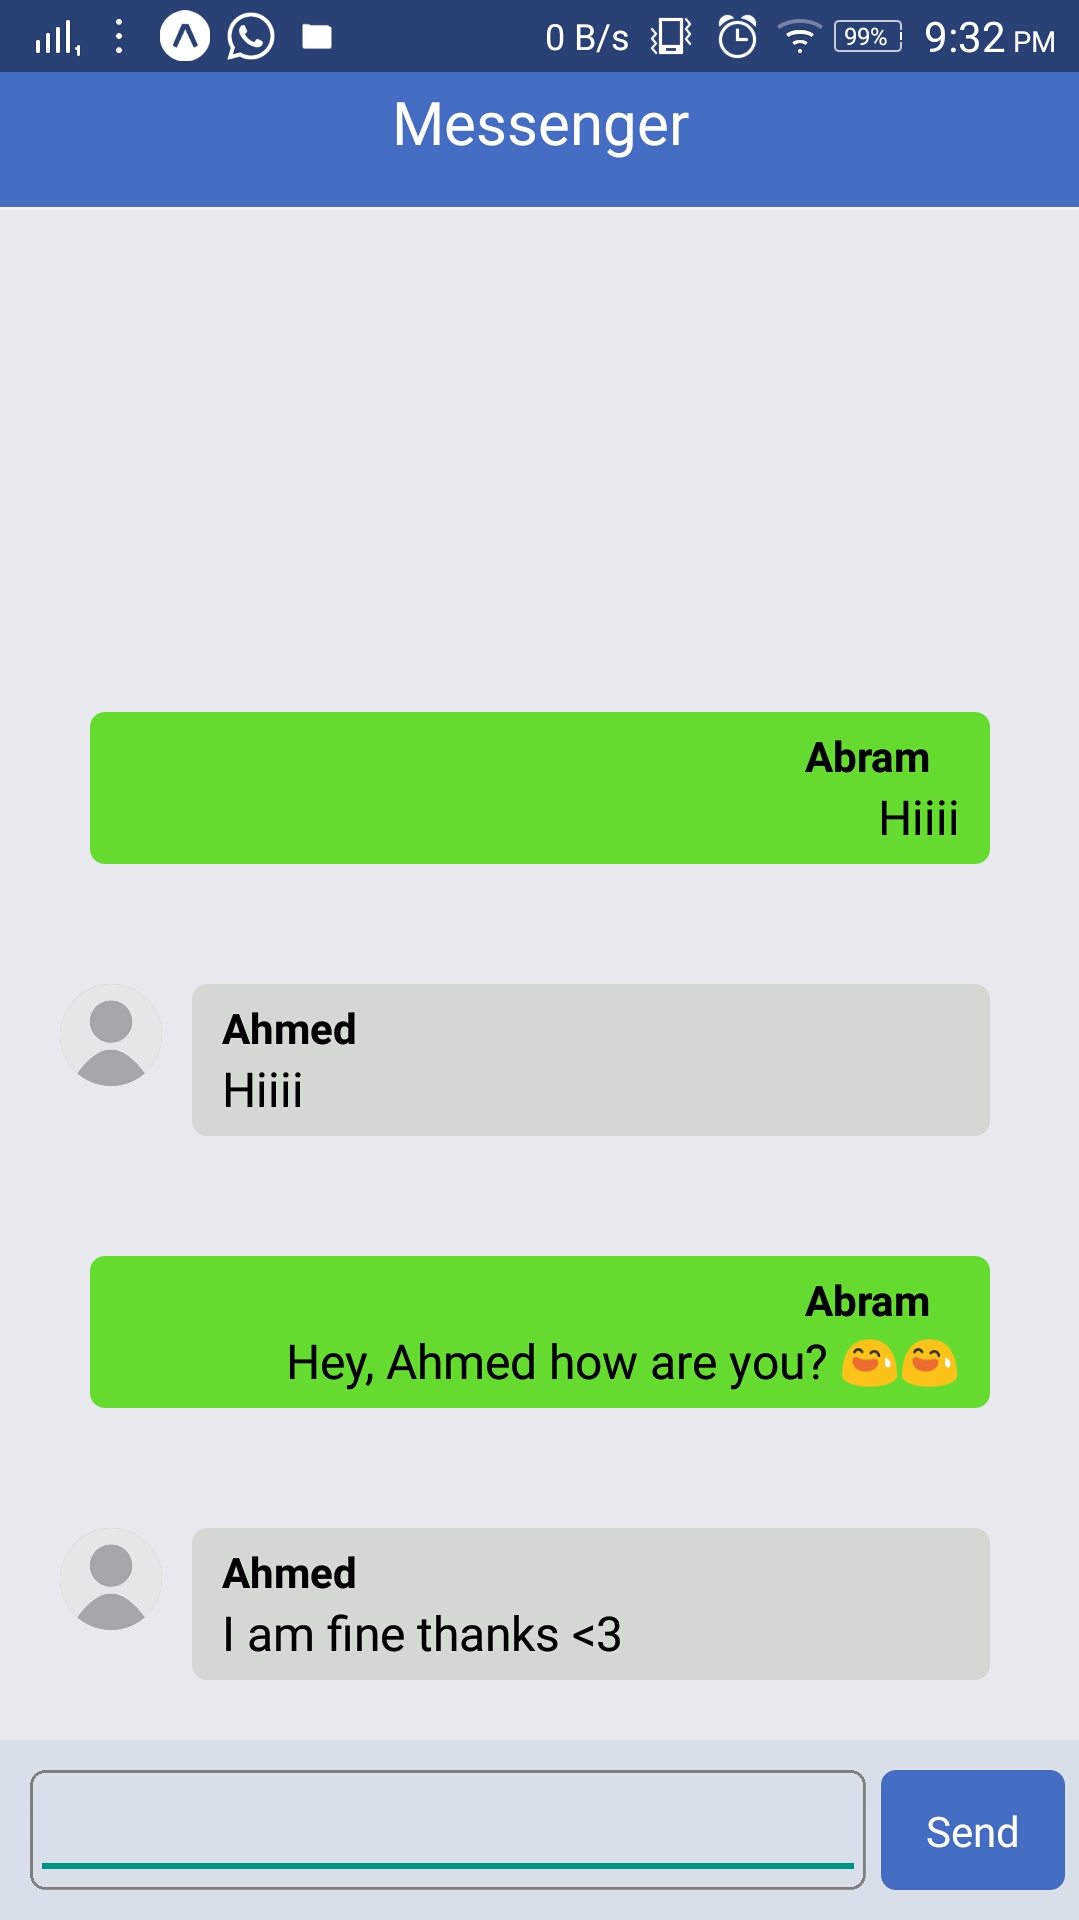 0 B/s 99% 9:32 PM
Messenger
Abram
Hiiii
Ahmed
Hiiii
Abram
Hey, Ahmed how are you? 😅😅
Ahmed
I am fine thanks <3
Send